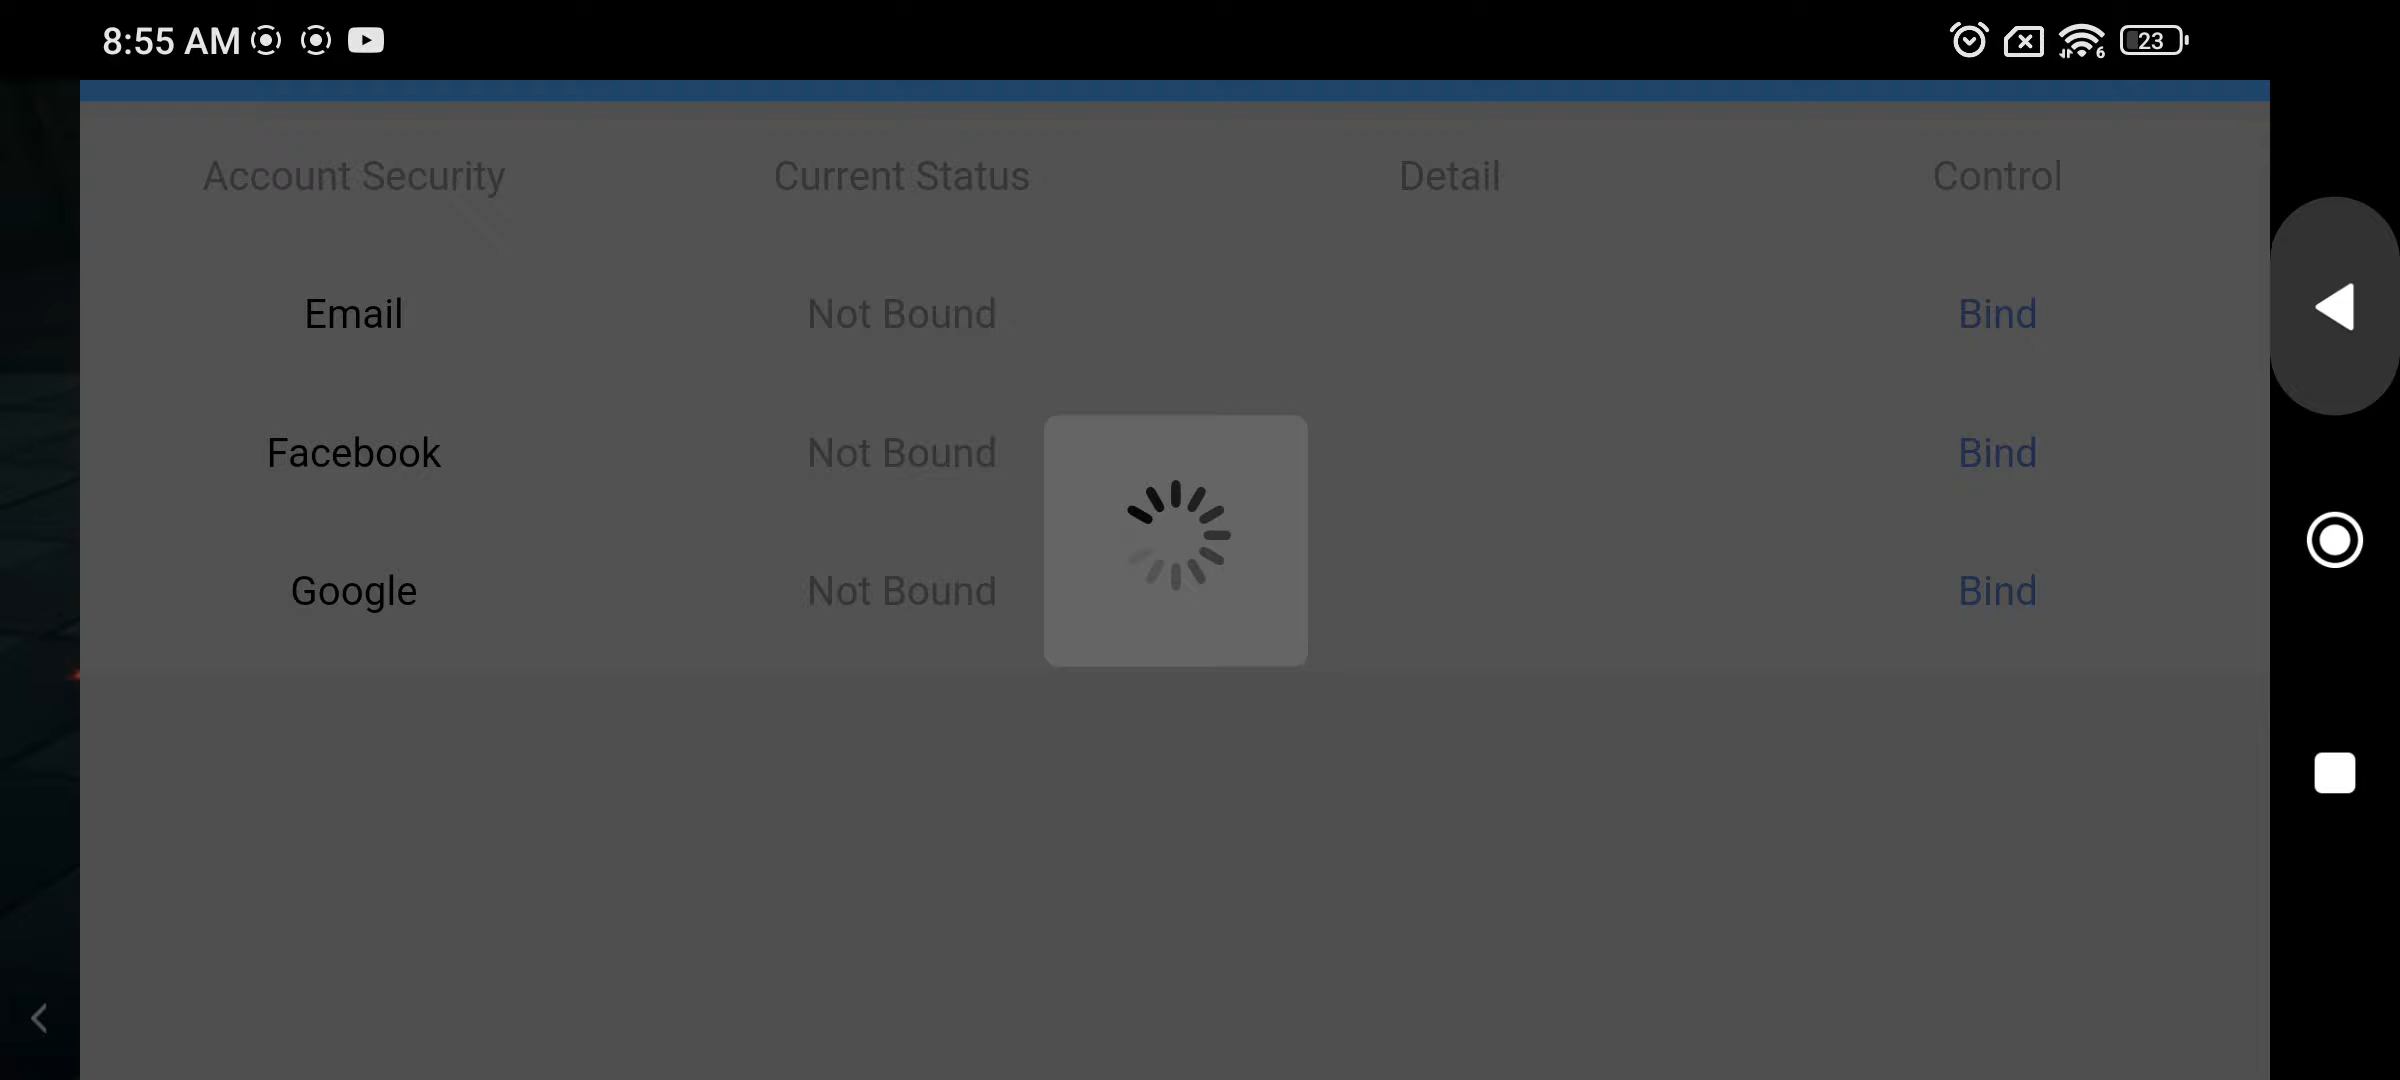 8:55 AM
23
Account Security Current Status Detail Control
Email Not Bound Bind
Facebook Not Bound Bind
Google Not Bound Bind